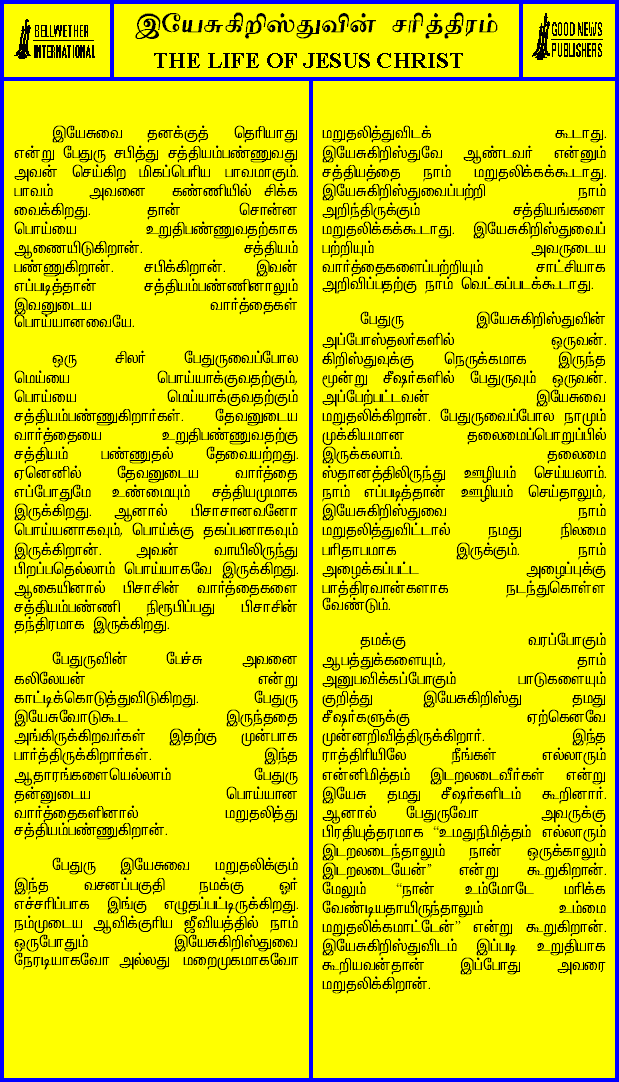 BELLWETHER
INTERNATIONAL
இயேசுகிறிஸ்துவின் சரித்திரம்
THE LIFE OF JESUS CHRIST
GOOD NEWS
PUBLISHERS
இயேசுவை தனக்குத் தெரியாது
என்று பேதுரு சபித்து சத்தியம்பண்ணுவது
அவன் செய்கிற மிகப்பெரிய பாவமாகும்.
பாவம் அவனை கண்ணியில் சிக்க
வைக்கிறது. தான் சொன்ன
பொய்யை உறுதிபண்ணுவதற்காக
ஆணையிடுகிறான். சத்தியம்
பண்ணுகிறான். சபிக்கிறான். இவன்
எப்படித்தான் சத்தியம்பண்ணினாலும்
இவனுடைய வார்த்தைகள்
பொய்யானவையே.
ஒரு சிலர் பேதுருவைப்போல
மெய்யை பொய்யாக்குவதற்கும்,
பொய்யை மெய்யாக்குவதற்கும்
சத்தியம்பண்ணுகிறார்கள். தேவனுடைய
வார்த்தையை உறுதிபண்ணுவதற்கு
சத்தியம் பண்ணுதல் தேவையற்றது.
ஏனெனில் தேவனுடைய வார்த்தை
எப்போதுமே உண்மையும் சத்தியமுமாக
இருக்கிறது. ஆனால் பிசாசானவனோ
பொய்யனாகவும், பொய்க்கு தகப்பனாகவும்
இருக்கிறான். அவன் வாயிலிருந்து
பிறப்பதெல்லாம் பொய்யாகவே இருக்கிறது.
ஆகையினால் பிசாசின் வார்த்தைகளை
சத்தியம்பண்ணி நிரூபிப்பது பிசாசின்
தந்திரமாக இருக்கிறது.
பேதுருவின் பேச்சு அவனை
கலிலேயன் என்று
காட்டிக்கொடுத்துவிடுகிறது. பேதுரு
இயேசுவோடுகூட இருந்ததை
அங்கிருக்கிறவர்கள் இதற்கு முன்பாக
பார்த்திருக்கிறார்கள். இந்த
ஆதாரங்களையெல்லாம் பேதுரு
தன்னுடைய பொய்யான
வார்த்தைகளினால் மறுதலித்து
சத்தியம்பண்ணுகிறான்.
பேதுரு இயேசுவை மறுதலிக்கும்
இந்த வசனப்பகுதி நமக்கு ஓர்
எச்சரிப்பாக இங்கு எழுதப்பட்டிருக்கிறது.
நம்முடைய ஆவிக்குரிய ஜீவியத்தில் நாம்
ஒருபோதும் இயேசுகிறிஸ்துவை
நேரடியாகவோ அல்லது மறைமுகமாகவோ
மறுதலித்துவிடக் கூடாது.
இயேசுகிறிஸ்துவே ஆண்டவர் என்னும்
சத்தியத்தை நாம் மறுதலிக்கக்கூடாது.
இயேசுகிறிஸ்துவைப்பற்றி நாம்
அறிந்திருக்கும் சத்தியங்களை
மறுதலிக்கக்கூடாது. இயேசுகிறிஸ்துவைப்
பற்றியும் அவருடைய
வார்த்தைகளைப்பற்றியும் சாட்சியாக
அறிவிப்பதற்கு நாம் வெட்கப்படக்கூடாது.
பேதுரு இயேசுகிறிஸ்துவின்
அப்போஸ்தலர்களில் ஒருவன்.
கிறிஸ்துவுக்கு நெருக்கமாக இருந்த
மூன்று சீஷர்களில் பேதுருவும் ஒருவன்.
அப்பேற்பட்டவன் இயேசுவை
மறுதலிக்கிறான். பேதுருவைப்போல நாமும்
முக்கியமான தலைமைப்பொறுப்பில்
இருக்கலாம். தலைமை
ஸ்தானத்திலிருந்து ஊழியம் செய்யலாம்.
நாம் எப்படித்தான் ஊழியம் செய்தாலும்,
இயேசுகிறிஸ்துவை நாம்
மறுதலித்துவிட்டால் நமது நிலமை
பரிதாபமாக இருக்கும். நாம்
அழைக்கப்பட்ட அழைப்புக்கு
பாத்திரவான்களாக நடந்துகொள்ள
வேண்டும்.
தமக்கு வரப்போகும்
ஆபத்துக்களையும், தாம்
அனுபவிக்கப்போகும் பாடுகளையும்
குறித்து இயேசுகிறிஸ்து தமது
சீஷர்களுக்கு ஏற்கெனவே
முன்னறிவித்திருக்கிறார். இந்த
ராத்திரியிலே நீங்கள் எல்லாரும்
என்னிமித்தம் இடறலடைவீர்கள் என்று
இயேசு தமது சீஷர்களிடம் கூறினார்.
ஆனால் பேதுருவோ அவருக்கு
பிரதியுத்தரமாக “உமதுநிமித்தம் எல்லாரும்
இடறலடைந்தாலும் நான் ஒருக்காலும்
இடறலடையேன்” என்று கூறுகிறான்.
மேலும் “நான் உம்மோடே மரிக்க
வேண்டியதாயிருந்தாலும் உம்மை
மறுதலிக்கமாட்டேன்” என்று கூறுகிறான்.
இயேசுகிறிஸ்துவிடம் இப்படி உறுதியாக
கூறியவன்தான் இப்போது அவரை
மறுதலிக்கிறான்.